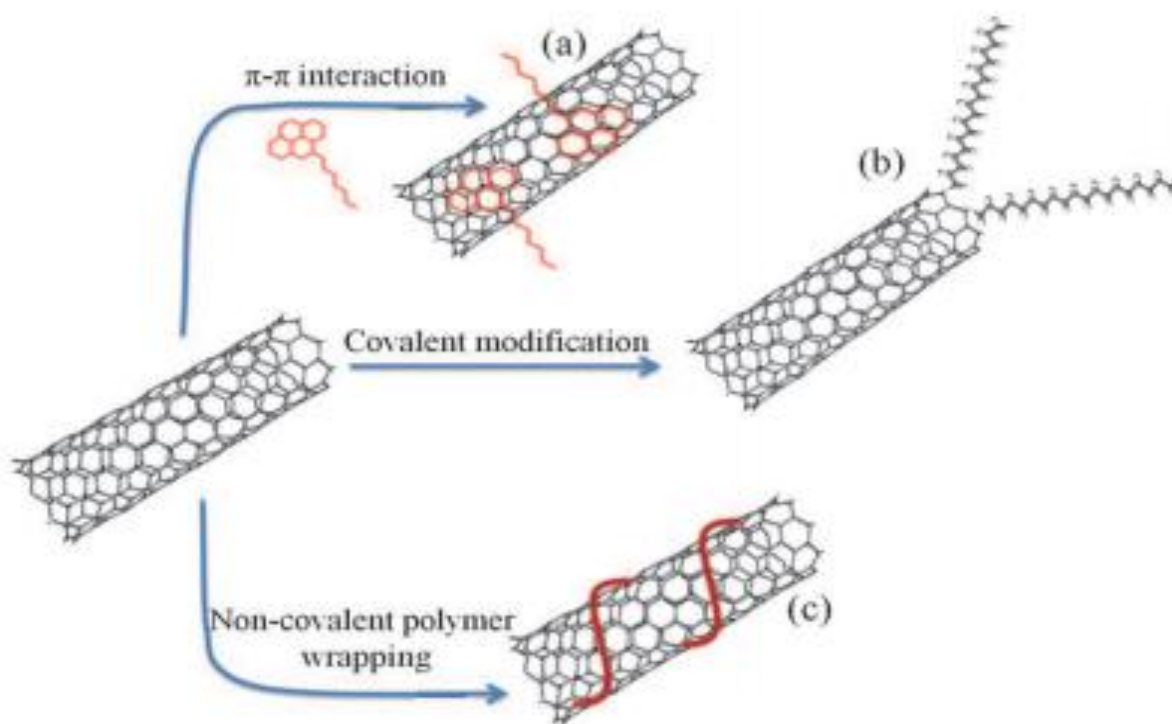 (a)
π-π interaction
(b)
Covalent modification
Non-covalent polymer
wrapping
(c)